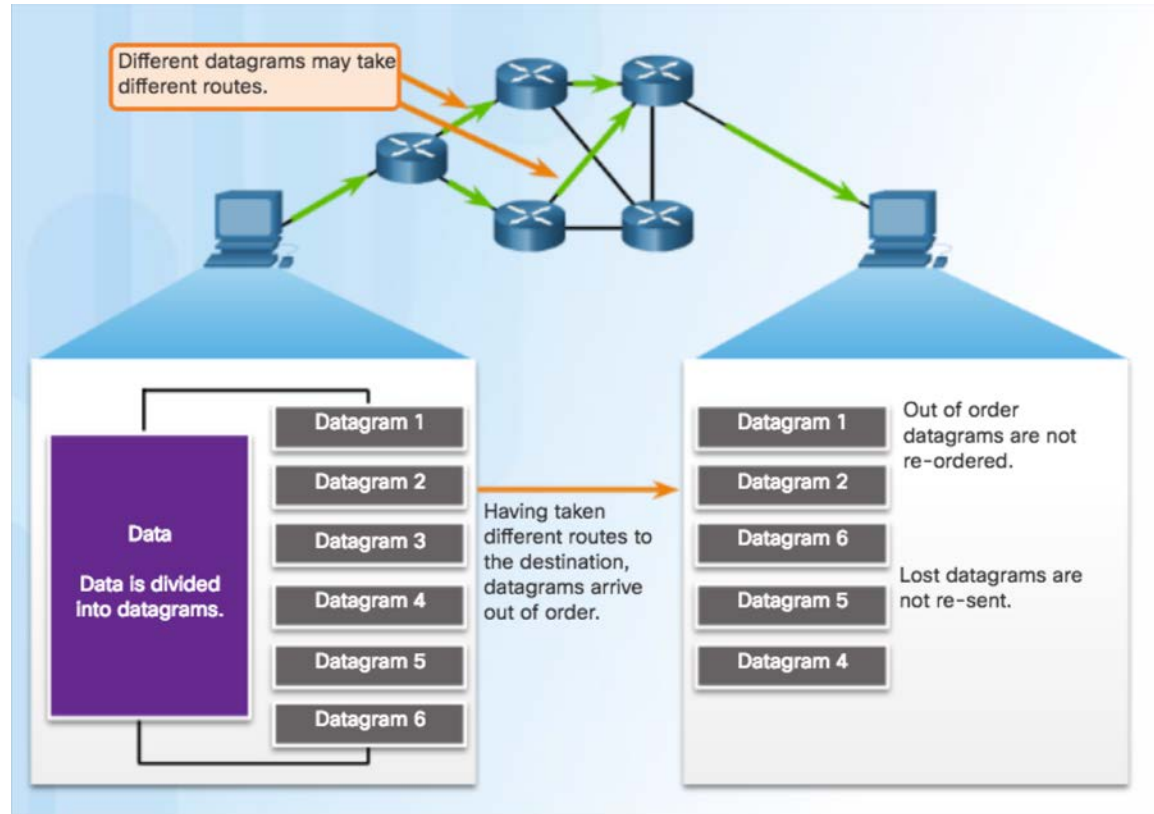 Different datagrams may take
different routes.
Data
Data is divided
into datagrams.
Datagram 1
Datagram 2
Datagram 3
Datagram 4
Datagram 5
Datagram 6
Having taken
different routes to
the destination,
datagrams arrive
out of order.
Datagram 1
Datagram 2
Datagram 6
Datagram 5
Datagram 4
Out of order
datagrams are not
re-ordered.
Lost datagrams are
not re-sent.